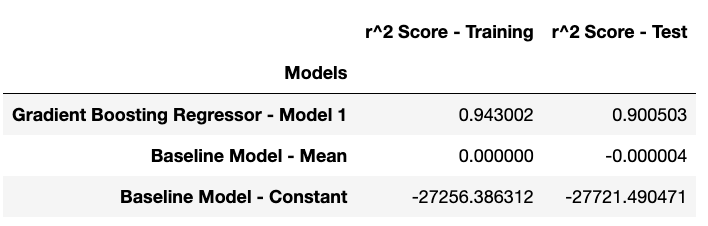 r^2 Score - Training r^2 Score - Test
Models
Gradient Boosting Regressor - Model 1 0.943002 0.900503
Baseline Model - Mean 0.000000 -0.000004
Baseline Model - Constant -27256.386312 -27721.490471